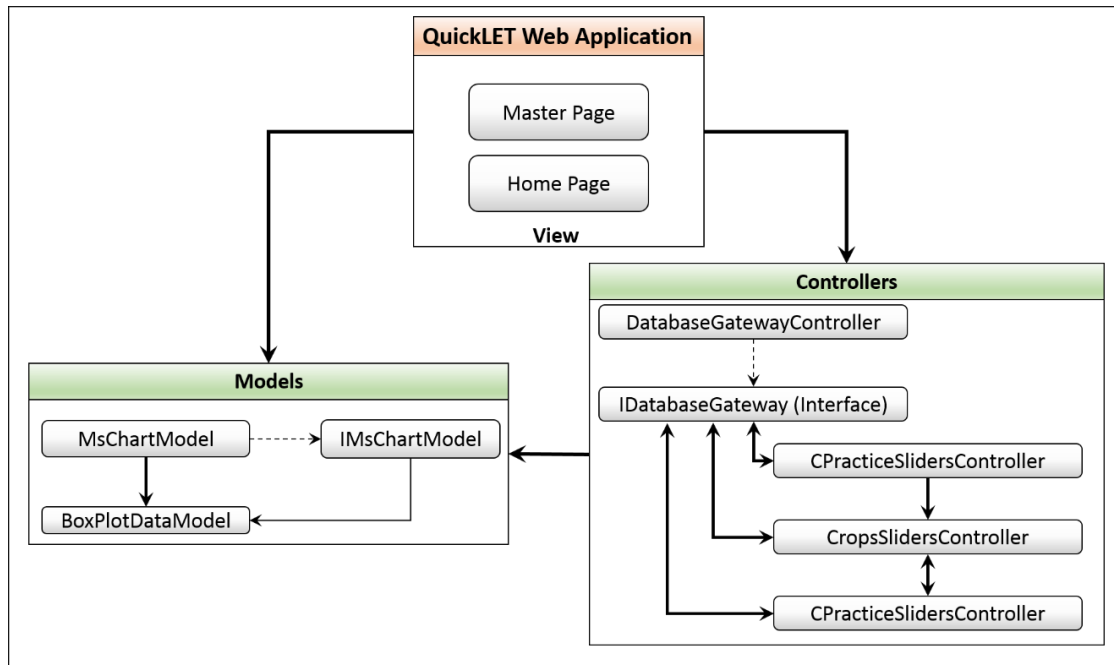 QuickLET Web Application
Master Page
Home Page
View
Controllers
DatabaseGatewayController
IDatabaseGateway (Interface)
CPracticeSlidersController
CropsSlidersController
CPracticeSlidersController
Models
MsChartModel
IMsChartModel
BoxPlotDataModel